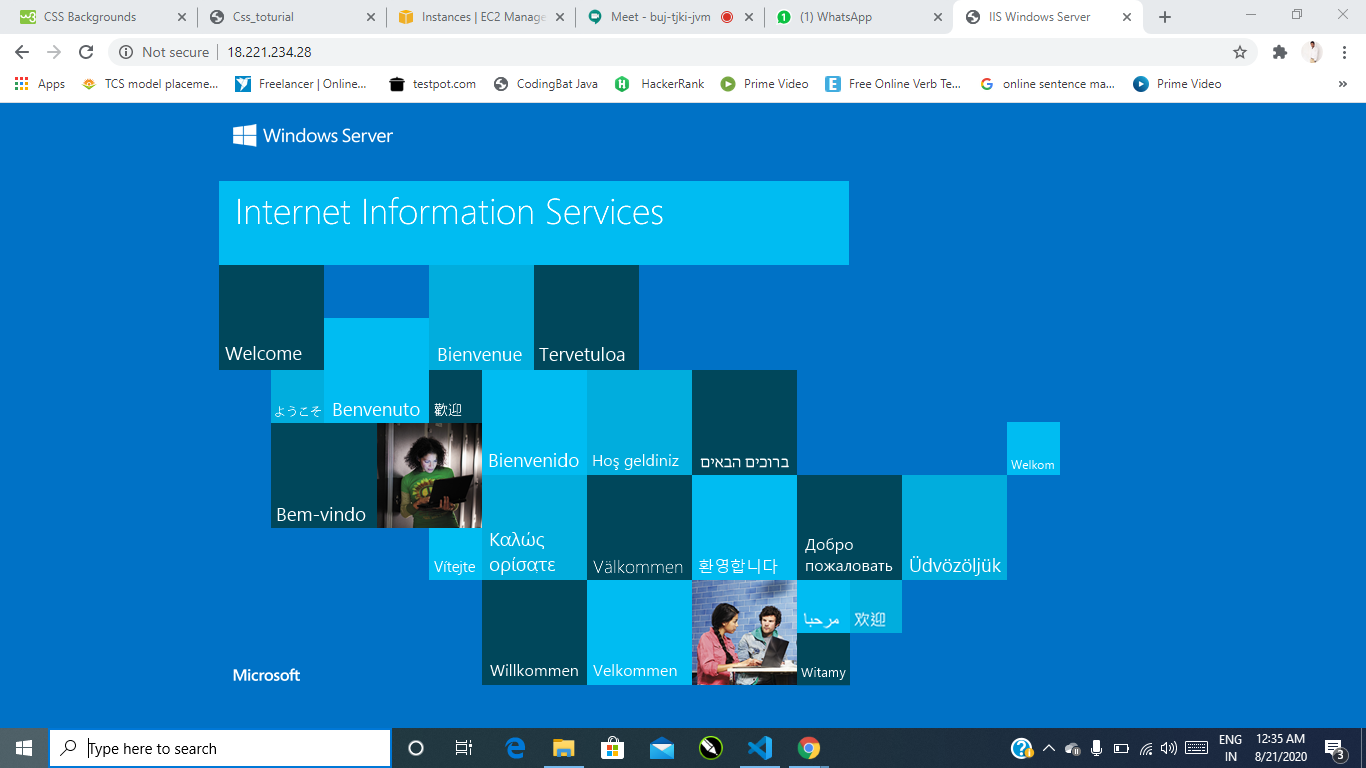 CSS Backgrounds
Css_toturial
Instances | EC2 Manage
Meet - buj-tjki-jvm
(1) WhatsApp
IIS Windows Server
Not secure
18.221.234.28
Apps
TCS model placeme...
Freelancer | Online...
testpot.com
CodingBat Java
HackerRank
Prime Video
Free Online Verb Te...
online sentence ma...
Prime Video
Windows Server
Internet Information Services
Welcome
Bienvenue
Tervetuloa
ようこそ
Benvenuto
歡迎
Bienvenido
Hoş geldiniz
ברוכים הבאים
Welkom
Bem-vindo
Vítejte
Καλώς
ορίσατε
Välkommen
환영합니다
Добро
пожаловать
Üdvözöljük
Willkommen
Velkommen
مرحبا
欢迎
Witamy
Microsoft
Type here to search
ENG
IN
12:35 AM
8/21/2020
3